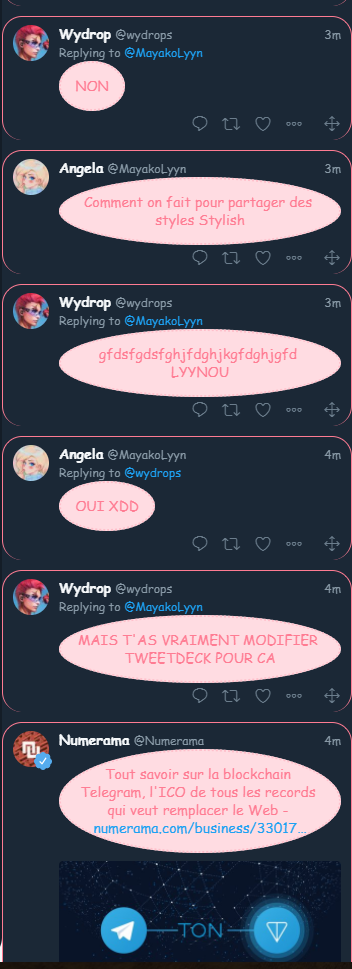 Wydrop @wydrops 3m
Replying to @MayakoLyyn
NON
Angela @MayakoLyyn 3m
Comment on fait pour partager des
styles Stylish
Wydrop @wydrops 3m
Replying to @MayakoLyyn
gfdsfgdsfghjfdghjkgfdghjgfd
LYYNOU
Angela @MayakoLyyn 4m
Replying to @wydrops
OUI XDD
Wydrop @wydrops 4m
Replying to @MayakoLyyn
MAIS T'AS VRAIMENT MODIFIER
TWEETDECK POUR CA
Numerama @Numerama 4m
Tout savoir sur la blockchain
Telegram, l'ICO de tous les records
qui veut remplacer le Web -
numerama.com/business/33017...
TON